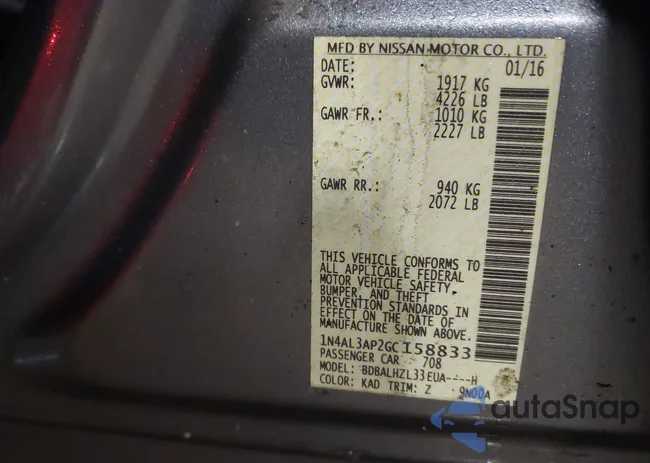 MFD BY NISSAN MOTOR CO., LTD.
DATE: 01/16
GVWR: 1917 KG
4226 LB
GAWR FR.: 1010 KG
2227 LB
GAWR RR.: 940 KG
2072 LB
THIS VEHICLE CONFORMS TO
ALL APPLICABLE FEDERAL
MOTOR VEHICLE SAFETY,
BUMPER, AND THEFT
PREVENTION STANDARDS IN
EFFECT ON THE DATE OF
MANUFACTURE SHOWN ABOVE.
1N4AL3AP2GC158833
PASSENGER CAR 708
MODEL: BDBALHZL33EUA----H
COLOR: KAD TRIM: Z 9N00A
autaSnap